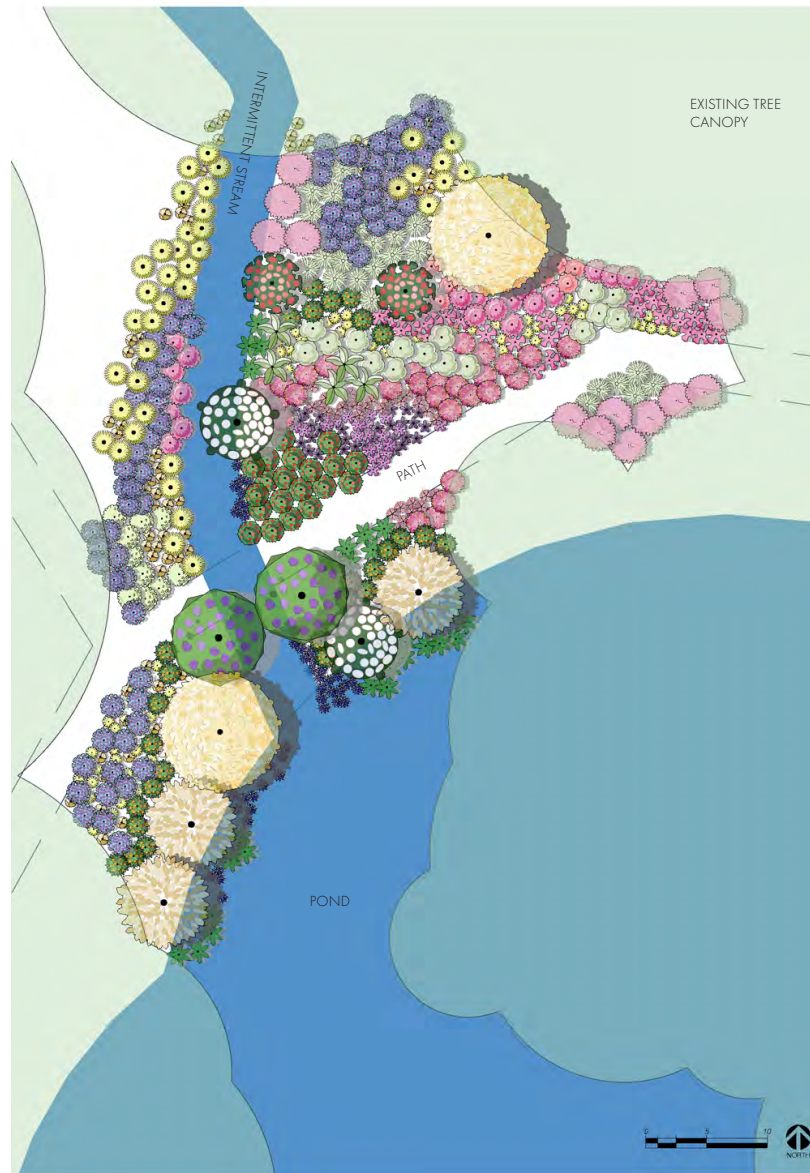 EXISTING TREE
CANOPY
INTERMITTENT STREAM
PATH
POND
0 5 10
NORTH